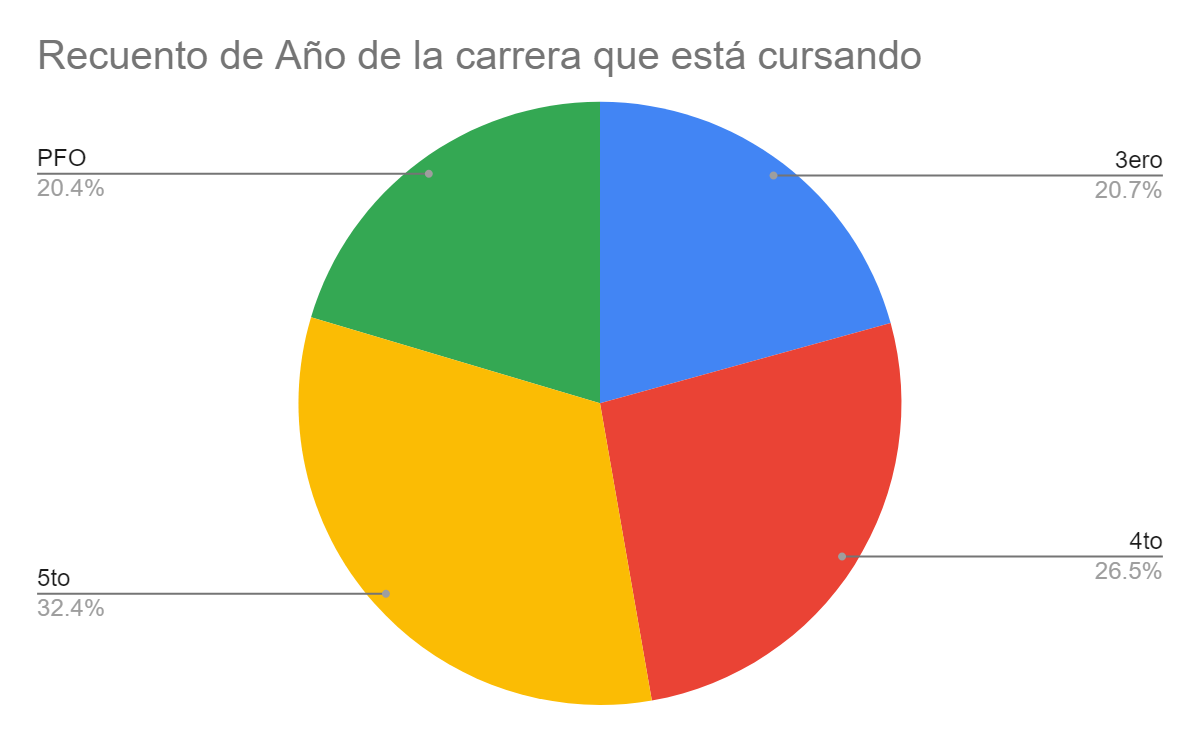 Recuento de Año de la carrera que está cursando
PFO
20.4%
3ero
20.7%
4to
26.5%
5to
32.4%